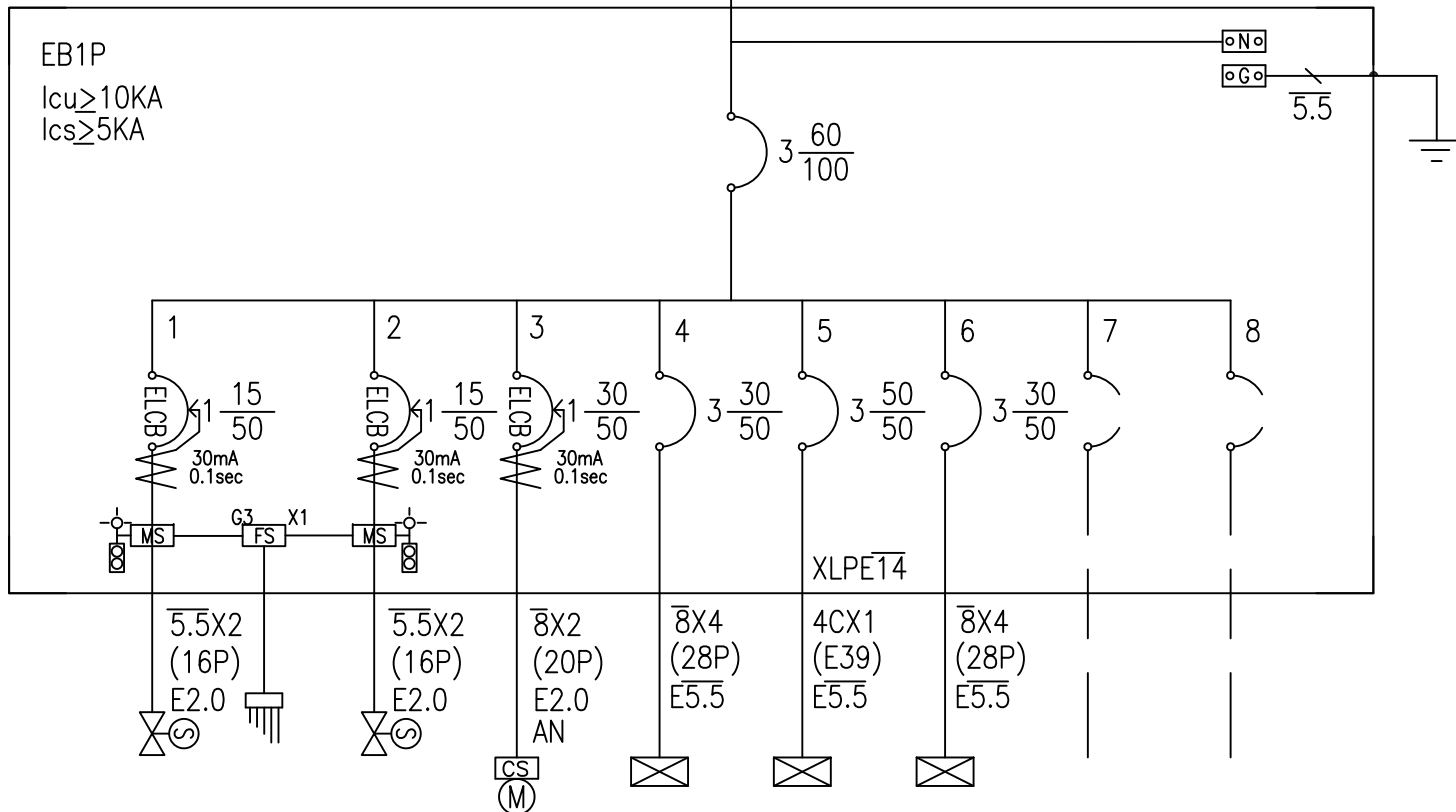 EB1P
Icu≥10KA
Ics≥5KA
N
G
5.5
3 60/100
1
2
3
4
5
6
7
8
ELCB
1 15/50
30mA
0.1sec
ELCB
1 15/50
30mA
0.1sec
ELCB
1 30/50
30mA
0.1sec
3 30/50
3 50/50
3 30/50
MS
G3
FS
X1
MS
XLPE14
5.5X2
(16P)
E2.0
S
5.5X2
(16P)
E2.0
S
8X2
(20P)
E2.0
AN
CS
M
8X4
(28P)
E5.5
4CX1
(E39)
E5.5
8X4
(28P)
E5.5